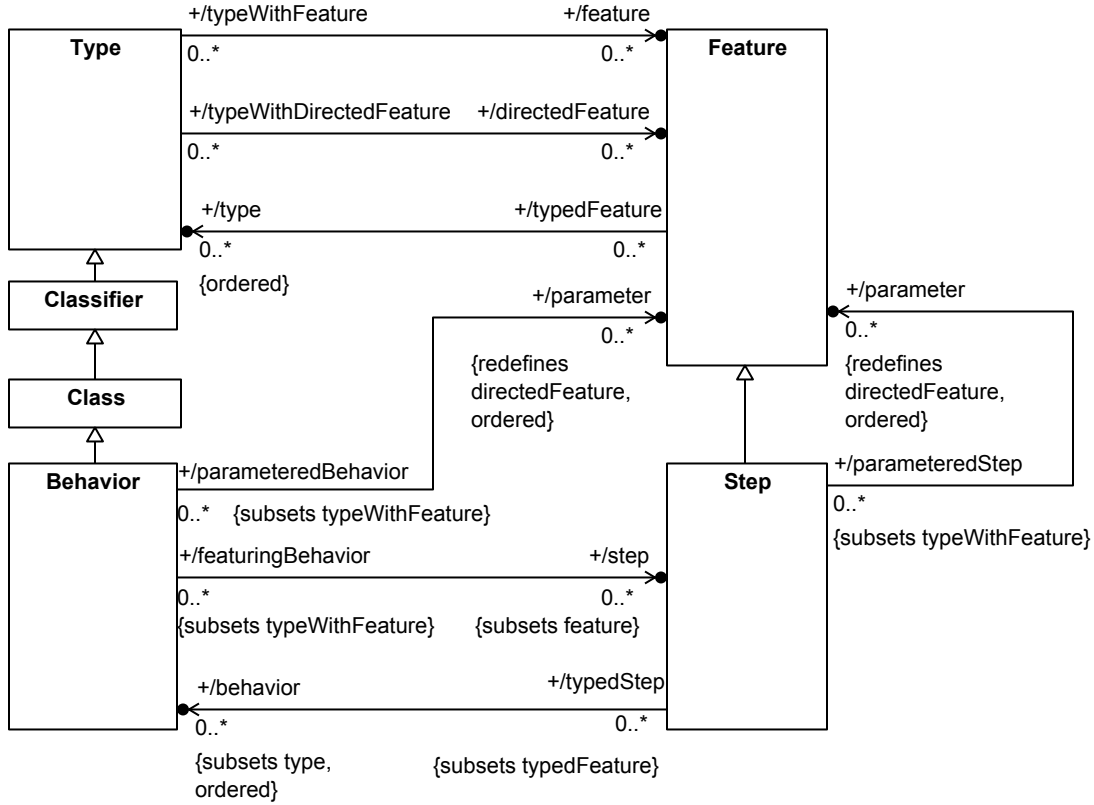 +/typeWithFeature
+/feature
Type
Feature
0..*
0..*
+/typeWithDirectedFeature
+/directedFeature
0..*
0..*
+/type
+/typedFeature
0..*
0..*
{ordered}
Classifier
+/parameter
0..*
{redefines
directedFeature,
ordered}
+/parameter
0..*
{redefines
directedFeature,
ordered}
Class
Behavior
+/parameteredBehavior
0..*
{subsets typeWithFeature}
Step
+/parameteredStep
0..*
{subsets typeWithFeature}
+/featuringBehavior
+/step
0..*
0..*
{subsets typeWithFeature}
{subsets feature}
+/behavior
+/typedStep
0..*
0..*
{subsets type,
ordered}
{subsets typedFeature}